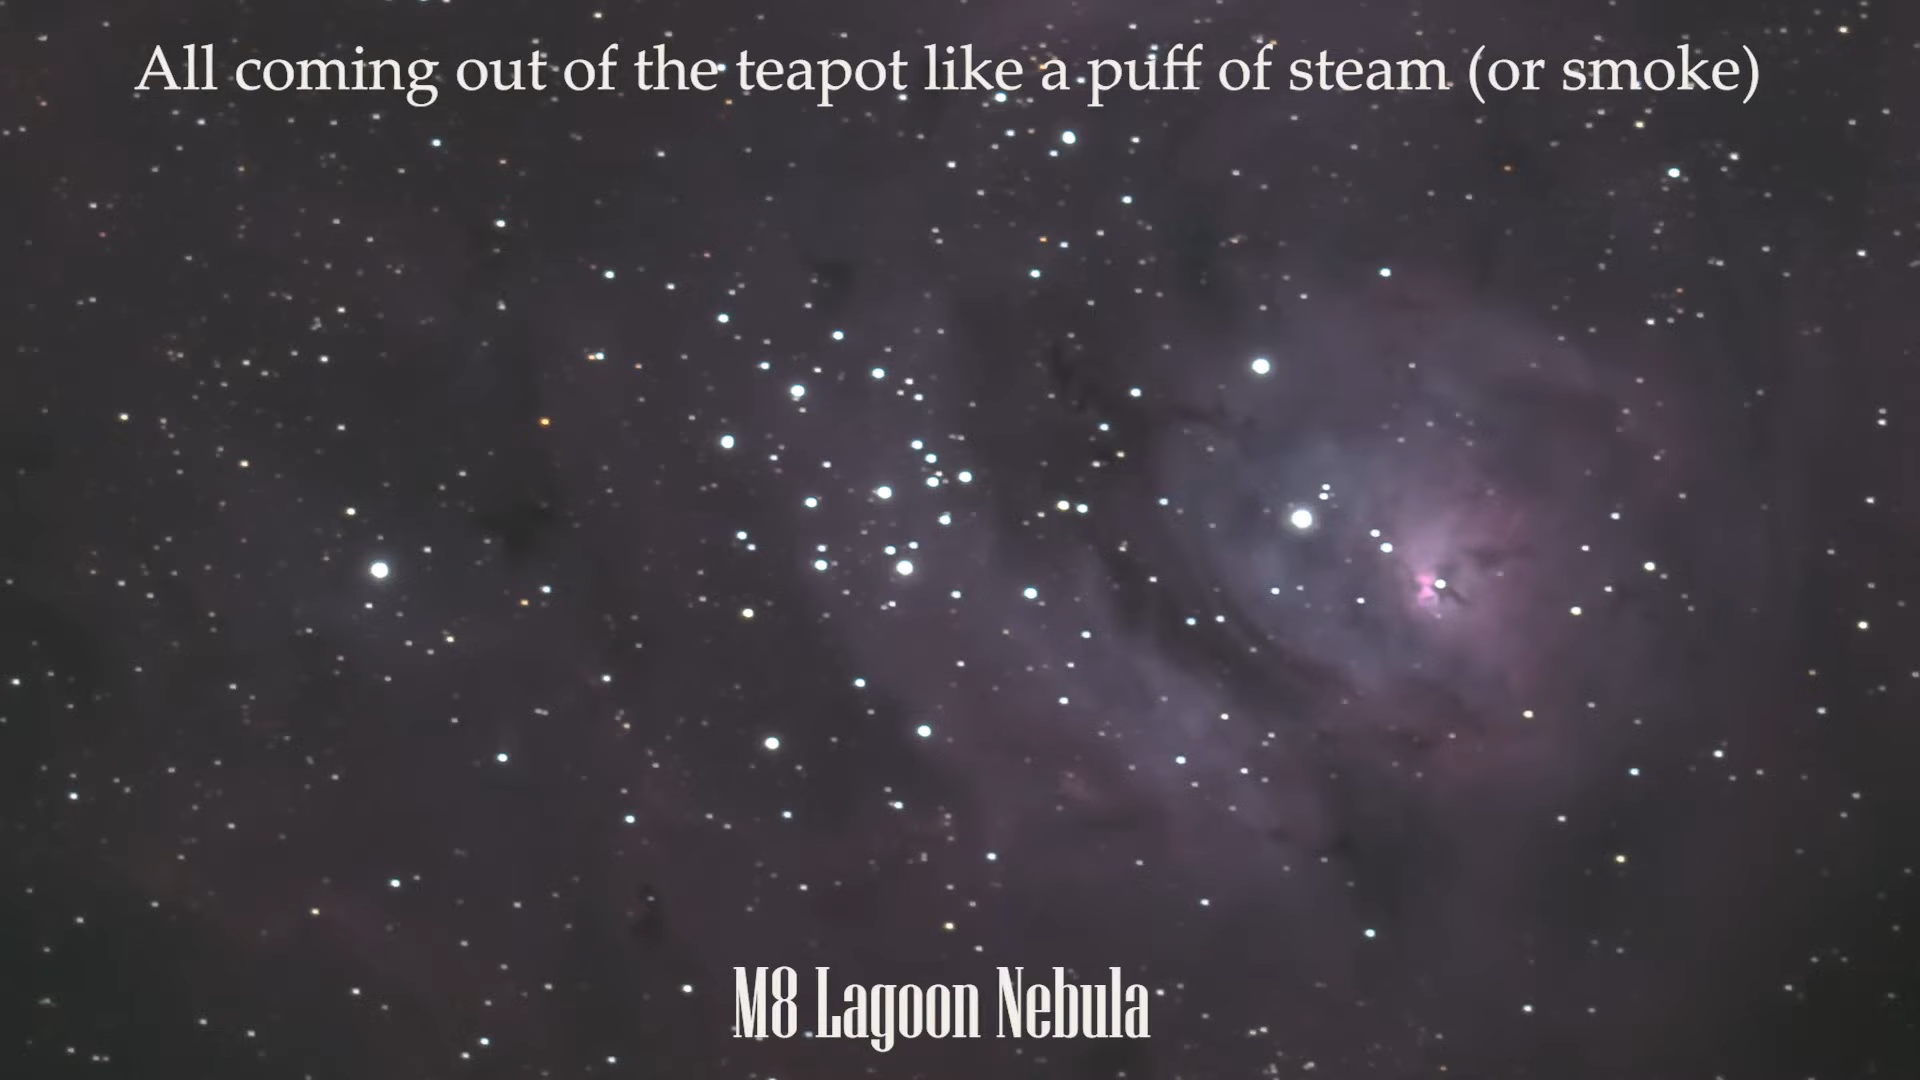 All coming out of the teapot like a puff of steam (or smoke)
M8 Lagoon Nebula